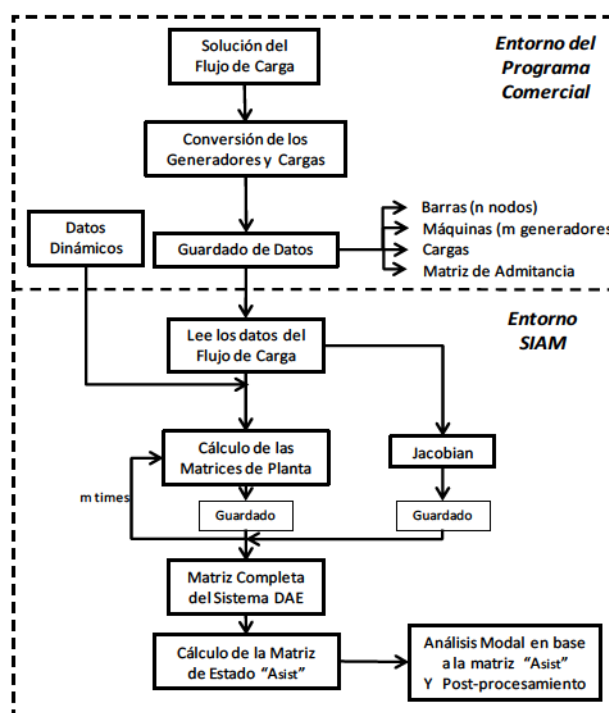 Solución del
Flujo de Carga
Entorno del
Programa
Comercial
Conversión de los
Generadores y Cargas
Datos
Dinámicos
Guardado de Datos
Barras (n nodos)
Máquinas (m generadores
Cargas
Matriz de Admitancia
Lee los datos del
Flujo de Carga
Entorno
SIAM
Cálculo de las
Matrices de Planta
Jacobian
m times
Guardado
Guardado
Matriz Completa
del Sistema DAE
Cálculo de la Matriz
de Estado “Asist”
Análisis Modal en base
a la matriz “Asist”
Y Post-procesamiento